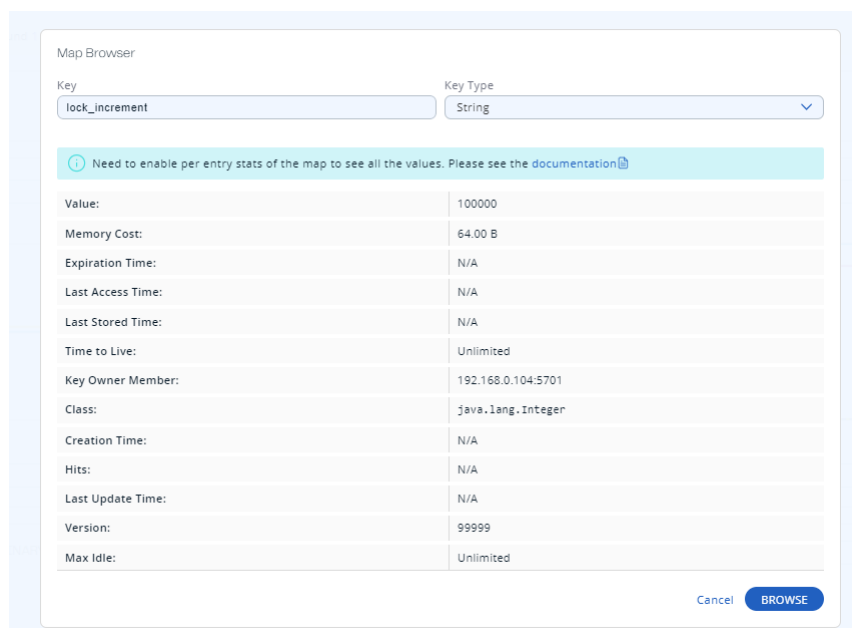 Map Browser
Key Key Type
lock_increment String
Need to enable per entry stats of the map to see all the values. Please see the documentation
Value: 100000
Memory Cost: 64.00 B
Expiration Time: N/A
Last Access Time: N/A
Last Stored Time: N/A
Time to Live: Unlimited
Key Owner Member: 192.168.0.104:5701
Class: java.lang.Integer
Creation Time: N/A
Hits: N/A
Last Update Time: N/A
Version: 99999
Max Idle: Unlimited
Cancel BROWSE